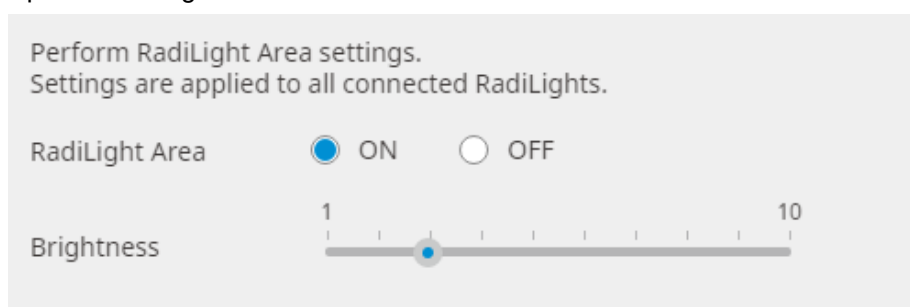 Perform RadiLight Area settings.
Settings are applied to all connected RadiLights.
RadiLight Area ON OFF
1 10
Brightness